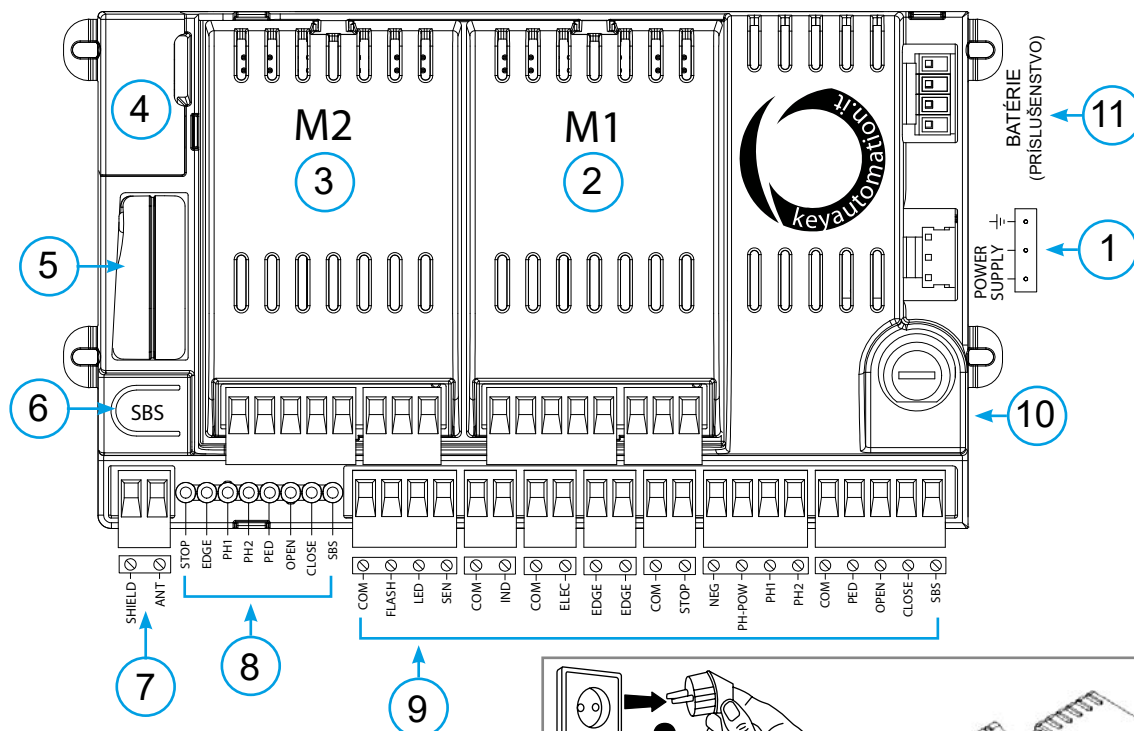 4
M2
3
M1
2
keyautomation.it
BATÉRIE
(PRÍSLUŠENSTVO)
11
5
POWER
SUPPLY
1
6
SBS
10
STOP
EDGE
PH1
PH2
PED
OPEN
CLOSE
SBS
SHIELD
ANT
COM
FLASH
LED
SEN
COM
IND
COM
ELEC
EDGE
EDGE
COM
STOP
NEG
PH-POW
PH1
PH2
COM
PED
OPEN
CLOSE
SBS
7
8
9